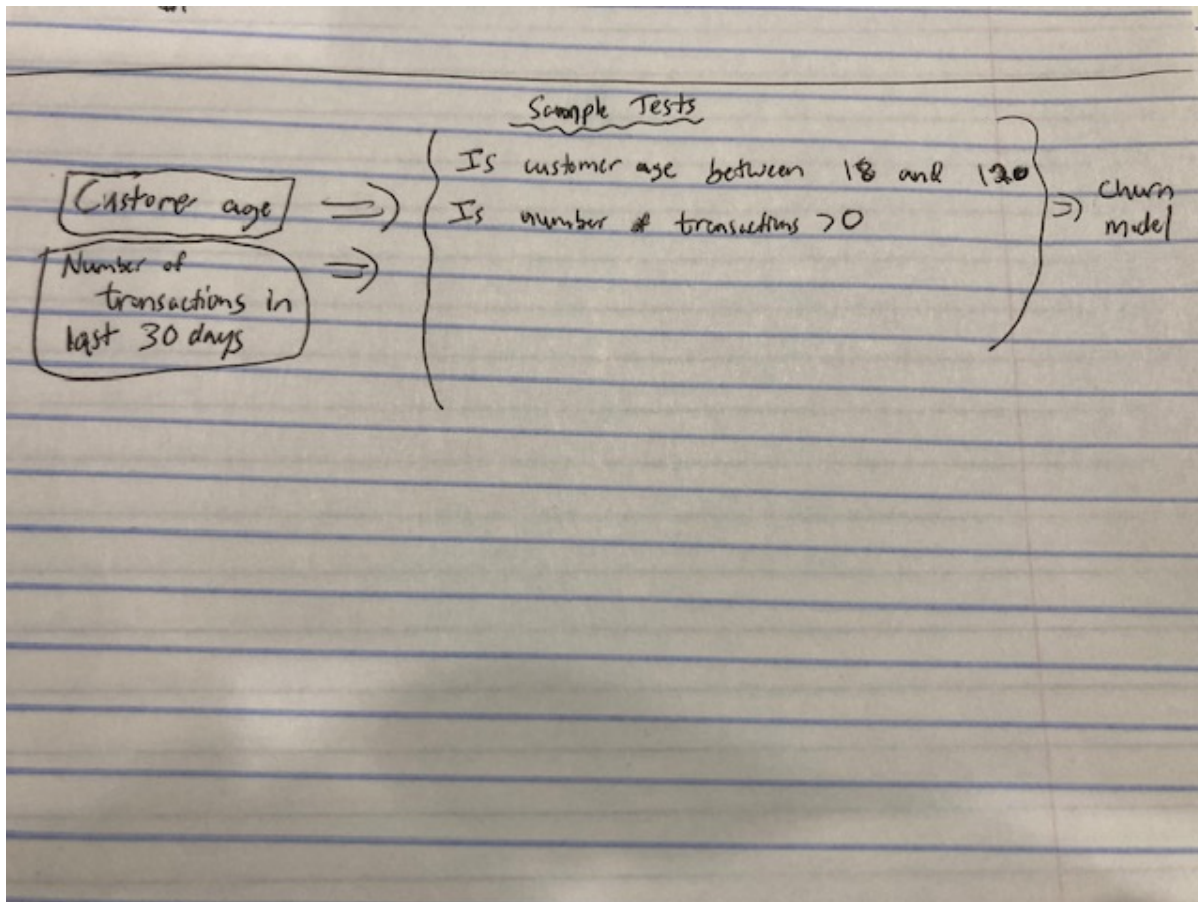 Sample Tests
Customer age
Number of
transactions in
last 30 days
Is customer age between 18 and 120
Is number of transactions >0
churn
model